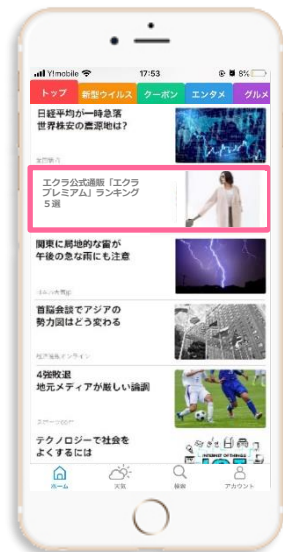 Y!mobile 17:53 8%
トップ 新型ウイルス クーポン エンタメ グルメ
日経平均が一時急落
世界株安の震源地は?
エクラ公式通販「エクラ
プレミアム」ランキング
５選
関東に局地的な雷が
午後の急な雨にも注意
首脳会談でアジアの
勢力図はどう変わる
4強敗退
地元メディアが厳しい論調
テクノロジーで社会を
よくするには
INTERNET OF THINGS
ホーム 天気 検索 アカウント